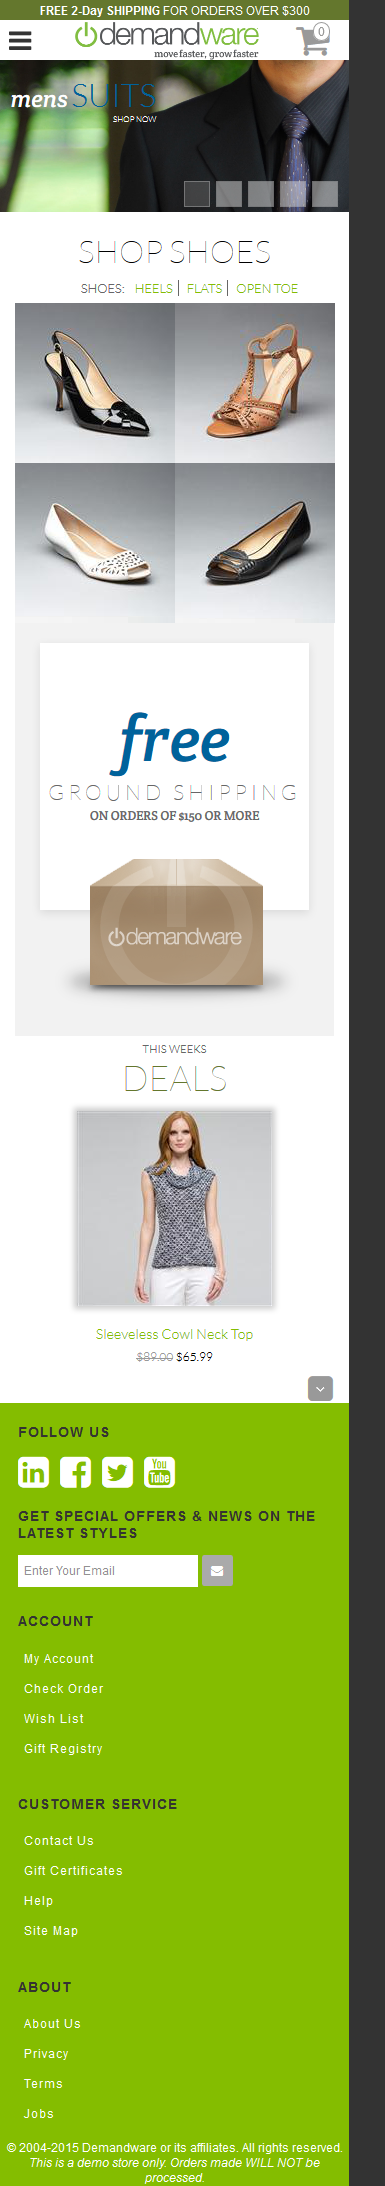 FREE 2-Day SHIPPING FOR ORDERS OVER $300
demandware
0
move faster, grow faster
mens SUITS
SHOP NOW
SHOP SHOES
SHOES: HEELS | FLATS | OPEN TOE
free
GROUND SHIPPING
ON ORDERS OF $150 OR MORE
demandware
THIS WEEKS
DEALS
Sleeveless Cowl Neck Top
$89.00 $65.99
FOLLOW US
in f You Tube
GET SPECIAL OFFERS & NEWS ON THE
LATEST STYLES
Enter Your Email
ACCOUNT
My Account
Check Order
Wish List
Gift Registry
CUSTOMER SERVICE
Contact Us
Gift Certificates
Help
Site Map
ABOUT
About Us
Privacy
Terms
Jobs
© 2004-2015 Demandware or its affiliates. All rights reserved.
This is a demo store only. Orders made WILL NOT be
processed.